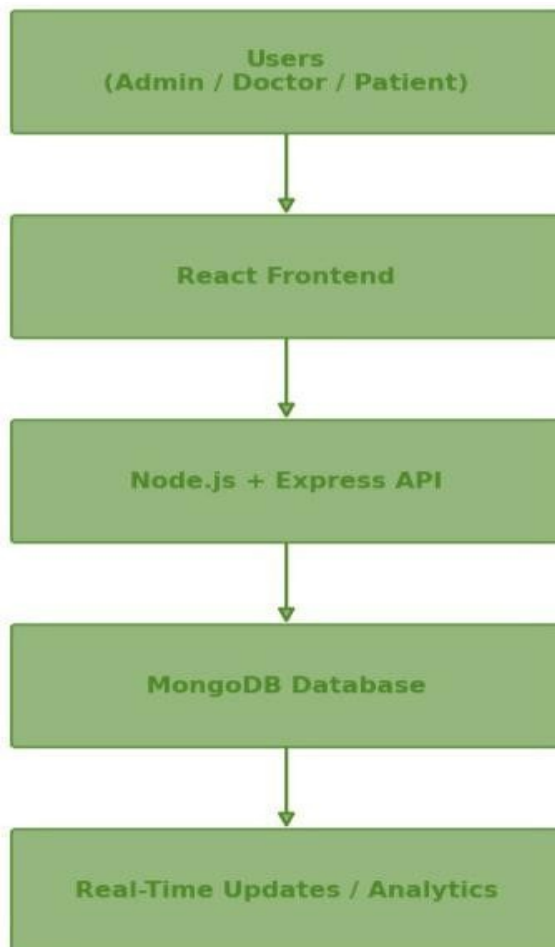 Users
(Admin / Doctor / Patient)
React Frontend
Node.js + Express API
MongoDB Database
Real-Time Updates / Analytics